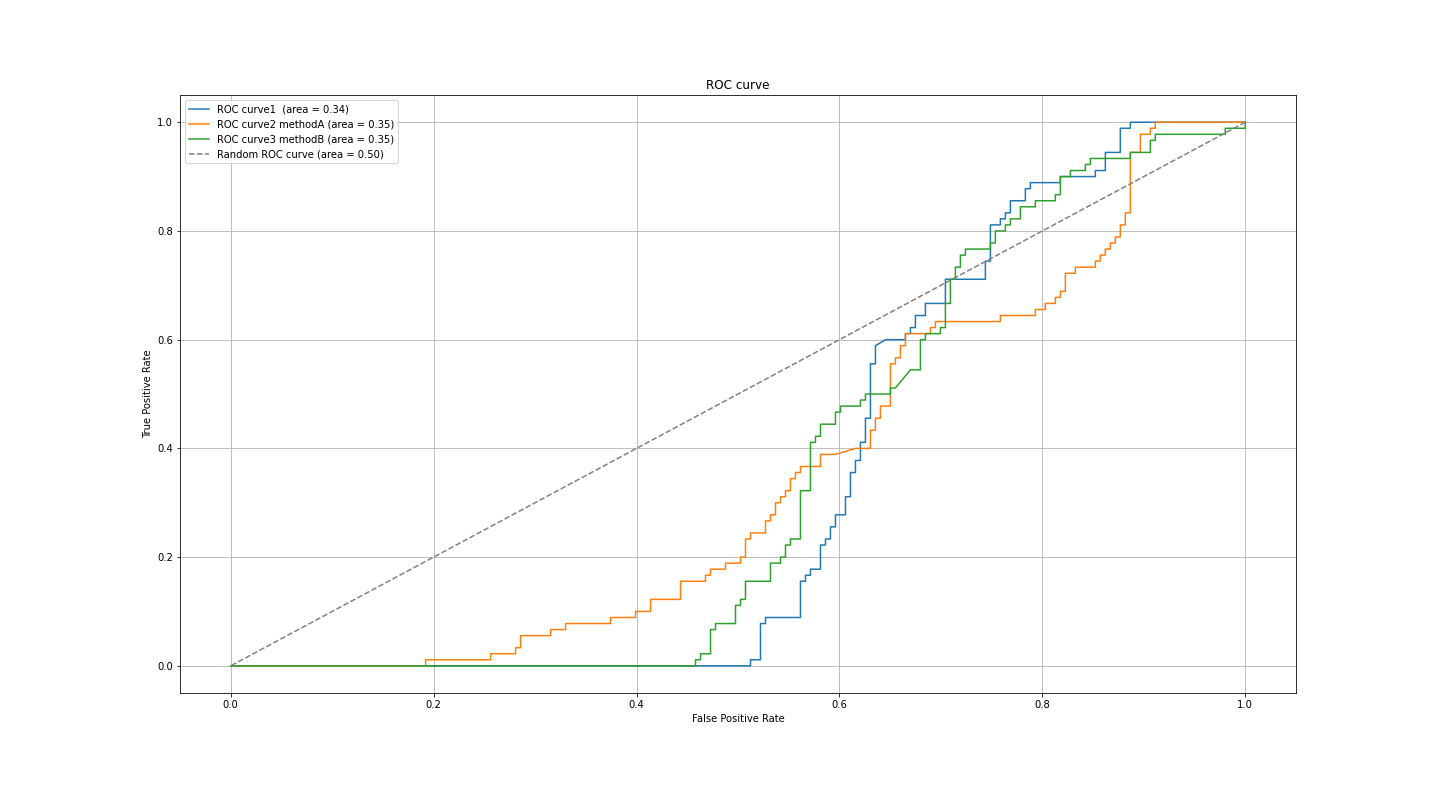 ROC curve
ROC curve1  (area = 0.34)
ROC curve2 methodA (area = 0.35)
ROC curve3 methodB (area = 0.35)
Random ROC curve (area = 0.50)
True Positive Rate
1.0
0.8
0.6
0.4
0.2
0.0
0.0 0.2 0.4 0.6 0.8 1.0
False Positive Rate